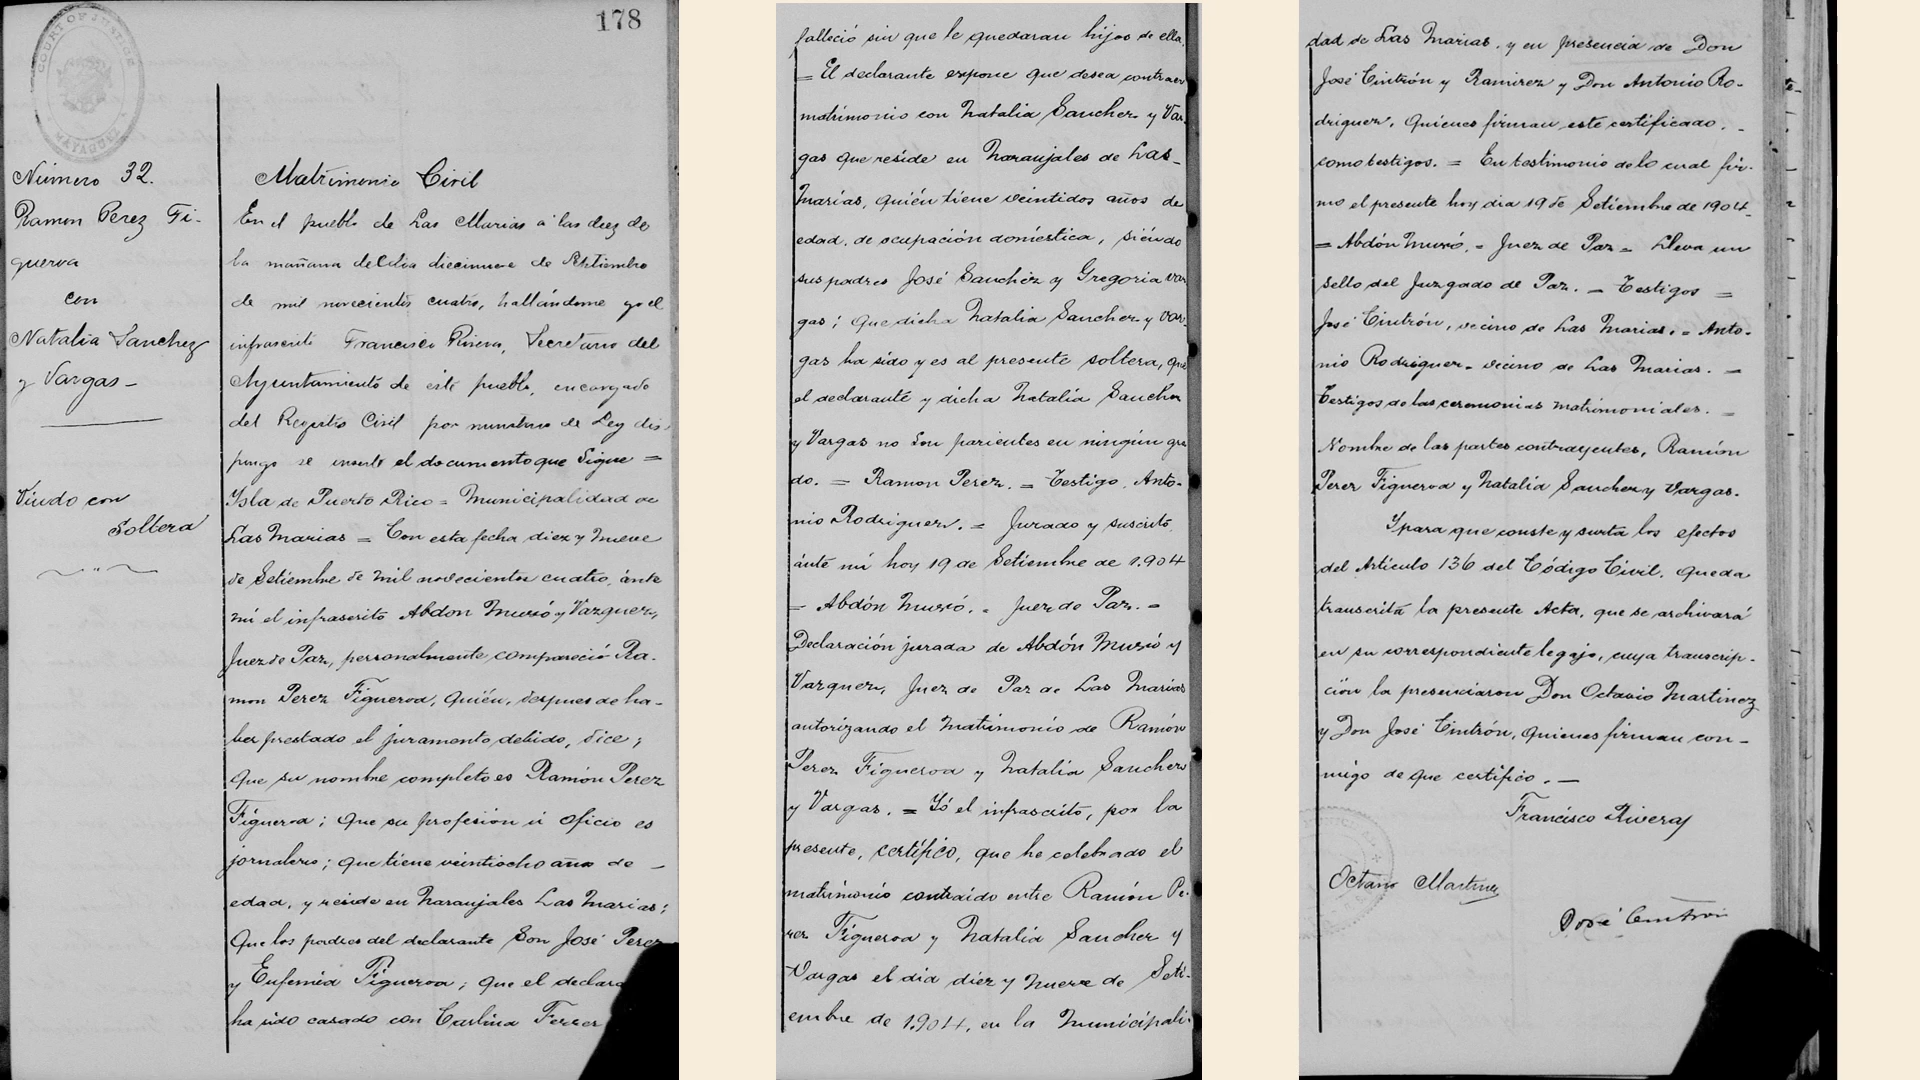 178
COURT OF JUSTICE
MAYAGUEZ
Número 32.
Ramon Perez Fi-
gueroa
con
Natalia Sanchez
y Vargas-
Viudo con
Soltera
Matrimonio Civil
En el pueblo de Las Marias á las diez de
la mañana del dia diecinueve de Septiembre
de mil novecientos cuatro, hallándome yo el
infrascrito Francisco Rivera, Secretario del
Ayuntamiento de este pueblo, encargado
del Registro Civil por ministerio de Ley dis-
pongo se inserte el documento que Sigue =
Ysla de Puerto Rico = Municipalidad de
Las Marias = Con esta fecha diez y nueve
de Setiembre de mil novecientos cuatro, ánte
mi el infrascrito Abdon Muxó y Vazquez,
Juez de Paz, personalmente compareció Ra-
mon Perez Figueroa, Quién, despues de ha-
ber prestado el juramento debido, dice;
Que su nombre completo es Ramón Perez
Figueroa; Que su profesion ú oficio es
jornalero; que tiene veintiocho años de -
edad, y reside en Naranjales Las Marias;
Que los padres del declarante Son José Perez
y Eufemia Figueroa; Que el declara
ha sido casado con Ferrer
falleció sin que le quedaran hijos de ella.
= El declarante expone que desea contraer
matrimonio con Natalia Sanchez y Var-
gas que reside en Naranjales de Las-
Marias, quién tiene veintidos años de
edad, de ocupación doméstica, siéndo
sus padres José Sanchez y Gregoria Var-
gas; Que dicha Natalia Sanchez y Var-
gas ha sido y es al presente soltera, que
el declarante y dicha Natalia Sanchez
y Vargas no son parientes en ningún gra
do. = Ramon Perez. = Testigo, Anto-
nio Rodriguez. = Jurado y suscrito
ánte mi hoy 19 de Setiembre de 1.904
= Abdón Muxó. = Juez de Paz. =
Declaración jurada de Abdón Muxó y
Vazquez, Juez de Paz de Las Marias
autorizando el Matrimonio de Ramón
Perez Figueroa y Natalia Sanchez
y Vargas. = Yó el infrascrito, por la
presente, certifico, que he celebrado el
matrimonio contraido entre Ramón Pe-
rez Figueroa y Natalia Sanchez y
Vargas el dia diez y nueve de Seti-
embre de 1.904, en la Municipali-
dad de Las Marias, y en presencia de Don
José Cintrón y Ramirez y Don Antonio Ro-
driguez, Quienes firman este certificado, -
como testigos. = En testimonio de lo cual fir-
mo el presente hoy dia 19 de Setiembre de 1904-
= Abdón Muxó. = Juez de Paz = Lleva un
sello del Juzgado de Paz. = Testigos =
José Cintrón, vecino de Las Marias. = Anto-
nio Rodriguez - vecino de Las Marias. =
Testigos de las ceremonias matrimoniales. =
Nombre de las partes contrayentes, Ramón
Perez Figueroa y Natalia Sanchez y Vargas.
Y para que conste y surta los efectos
del Artículo 136 del Código Civil, Queda
transcrita la presente Acta, que se archivará
en su correspondiente legajo, cuya transcrip-
ción la presenciaron Don Octavio Martinez
y Don José Cintrón, Quienes firman con-
migo de que certifico. -
Francisco Rivera
Octavio Martinez
José Cintron